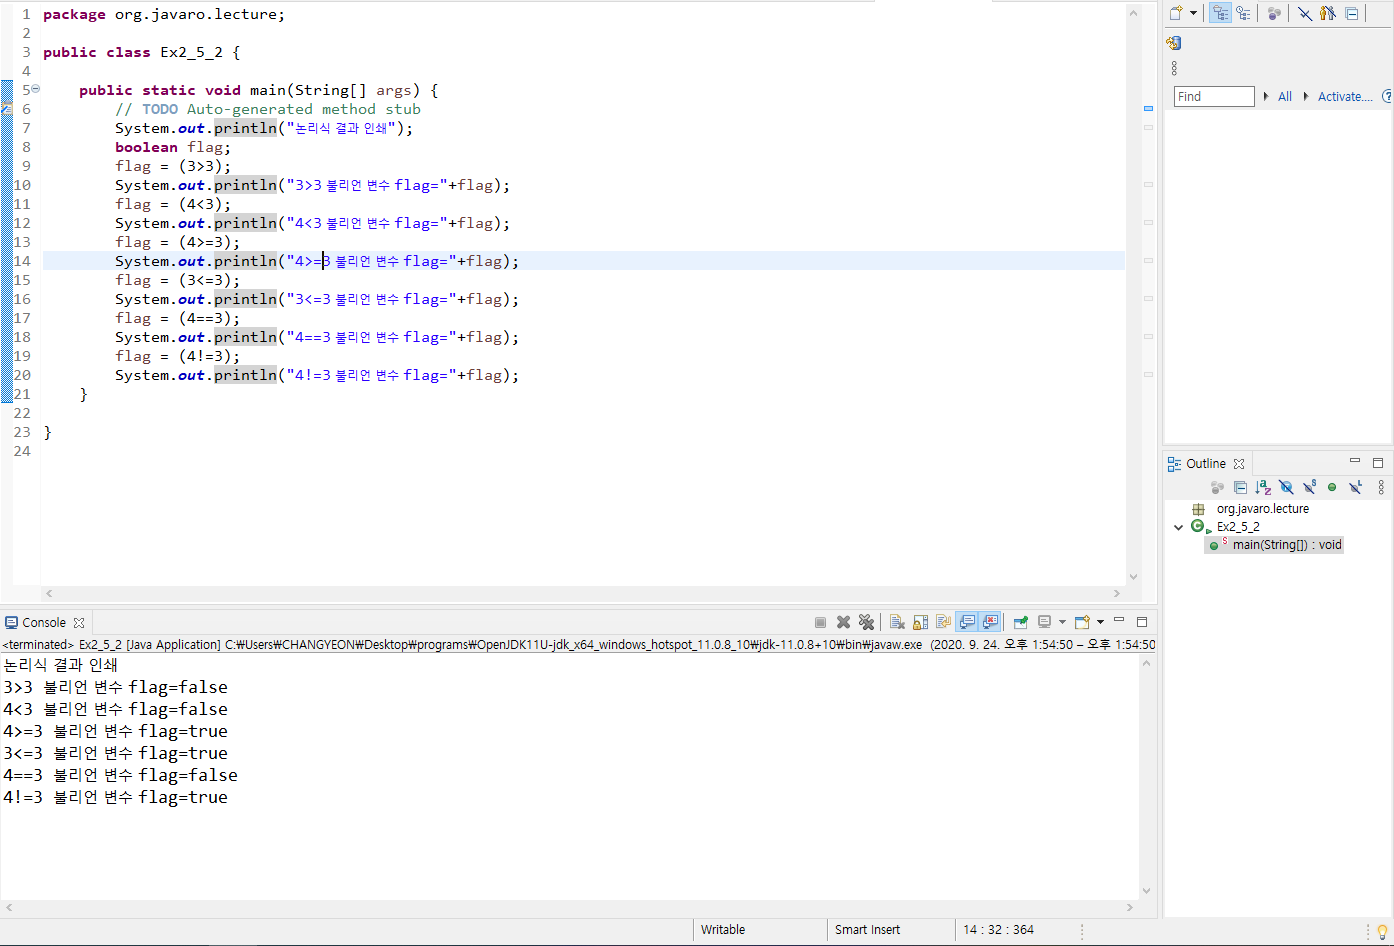 1 package org.javaro.lecture;
2
3 public class Ex2_5_2 {
4
5 public static void main(String[] args) {
6 // TODO Auto-generated method stub
7 System.out.println("논리식 결과 인쇄");
8 boolean flag;
9 flag = (3>3);
10 System.out.println("3>3 불리언 변수 flag="+flag);
11 flag = (4<3);
12 System.out.println("4<3 불리언 변수 flag="+flag);
13 flag = (4>=3);
14 System.out.println("4>=3 불리언 변수 flag="+flag);
15 flag = (3<=3);
16 System.out.println("3<=3 불리언 변수 flag="+flag);
17 flag = (4==3);
18 System.out.println("4==3 불리언 변수 flag="+flag);
19 flag = (4!=3);
20 System.out.println("4!=3 불리언 변수 flag="+flag);
21 }
22
23 }
24
Find All Activate....
Outline
org.javaro.lecture
Ex2_5_2
main(String[]) : void
Console
<terminated> Ex2_5_2 [Java Application] C:₩Users₩CHANGYEON₩Desktop₩programs₩OpenJDK11U-jdk_x64_windows_hotspot_11.0.8_10₩jdk-11.0.8+10₩bin₩javaw.exe (2020. 9. 24. 오후 1:54:50 – 오후 1:54:50
논리식 결과 인쇄
3>3 불리언 변수 flag=false
4<3 불리언 변수 flag=false
4>=3 불리언 변수 flag=true
3<=3 불리언 변수 flag=true
4==3 불리언 변수 flag=false
4!=3 불리언 변수 flag=true
Writable Smart Insert 14 : 32 : 364